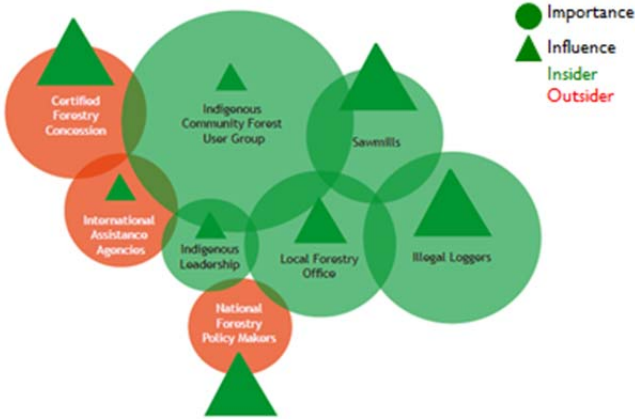 Importance
Influence
Insider
Outsider
Certified
Forestry
Concession
Indigenous
Community Forest
User Group
Sawmills
International
Assistance
Agencies
Indigenous
Leadership
Local Forestry
Office
Illegal Loggers
National
Forestry
Policy Makers